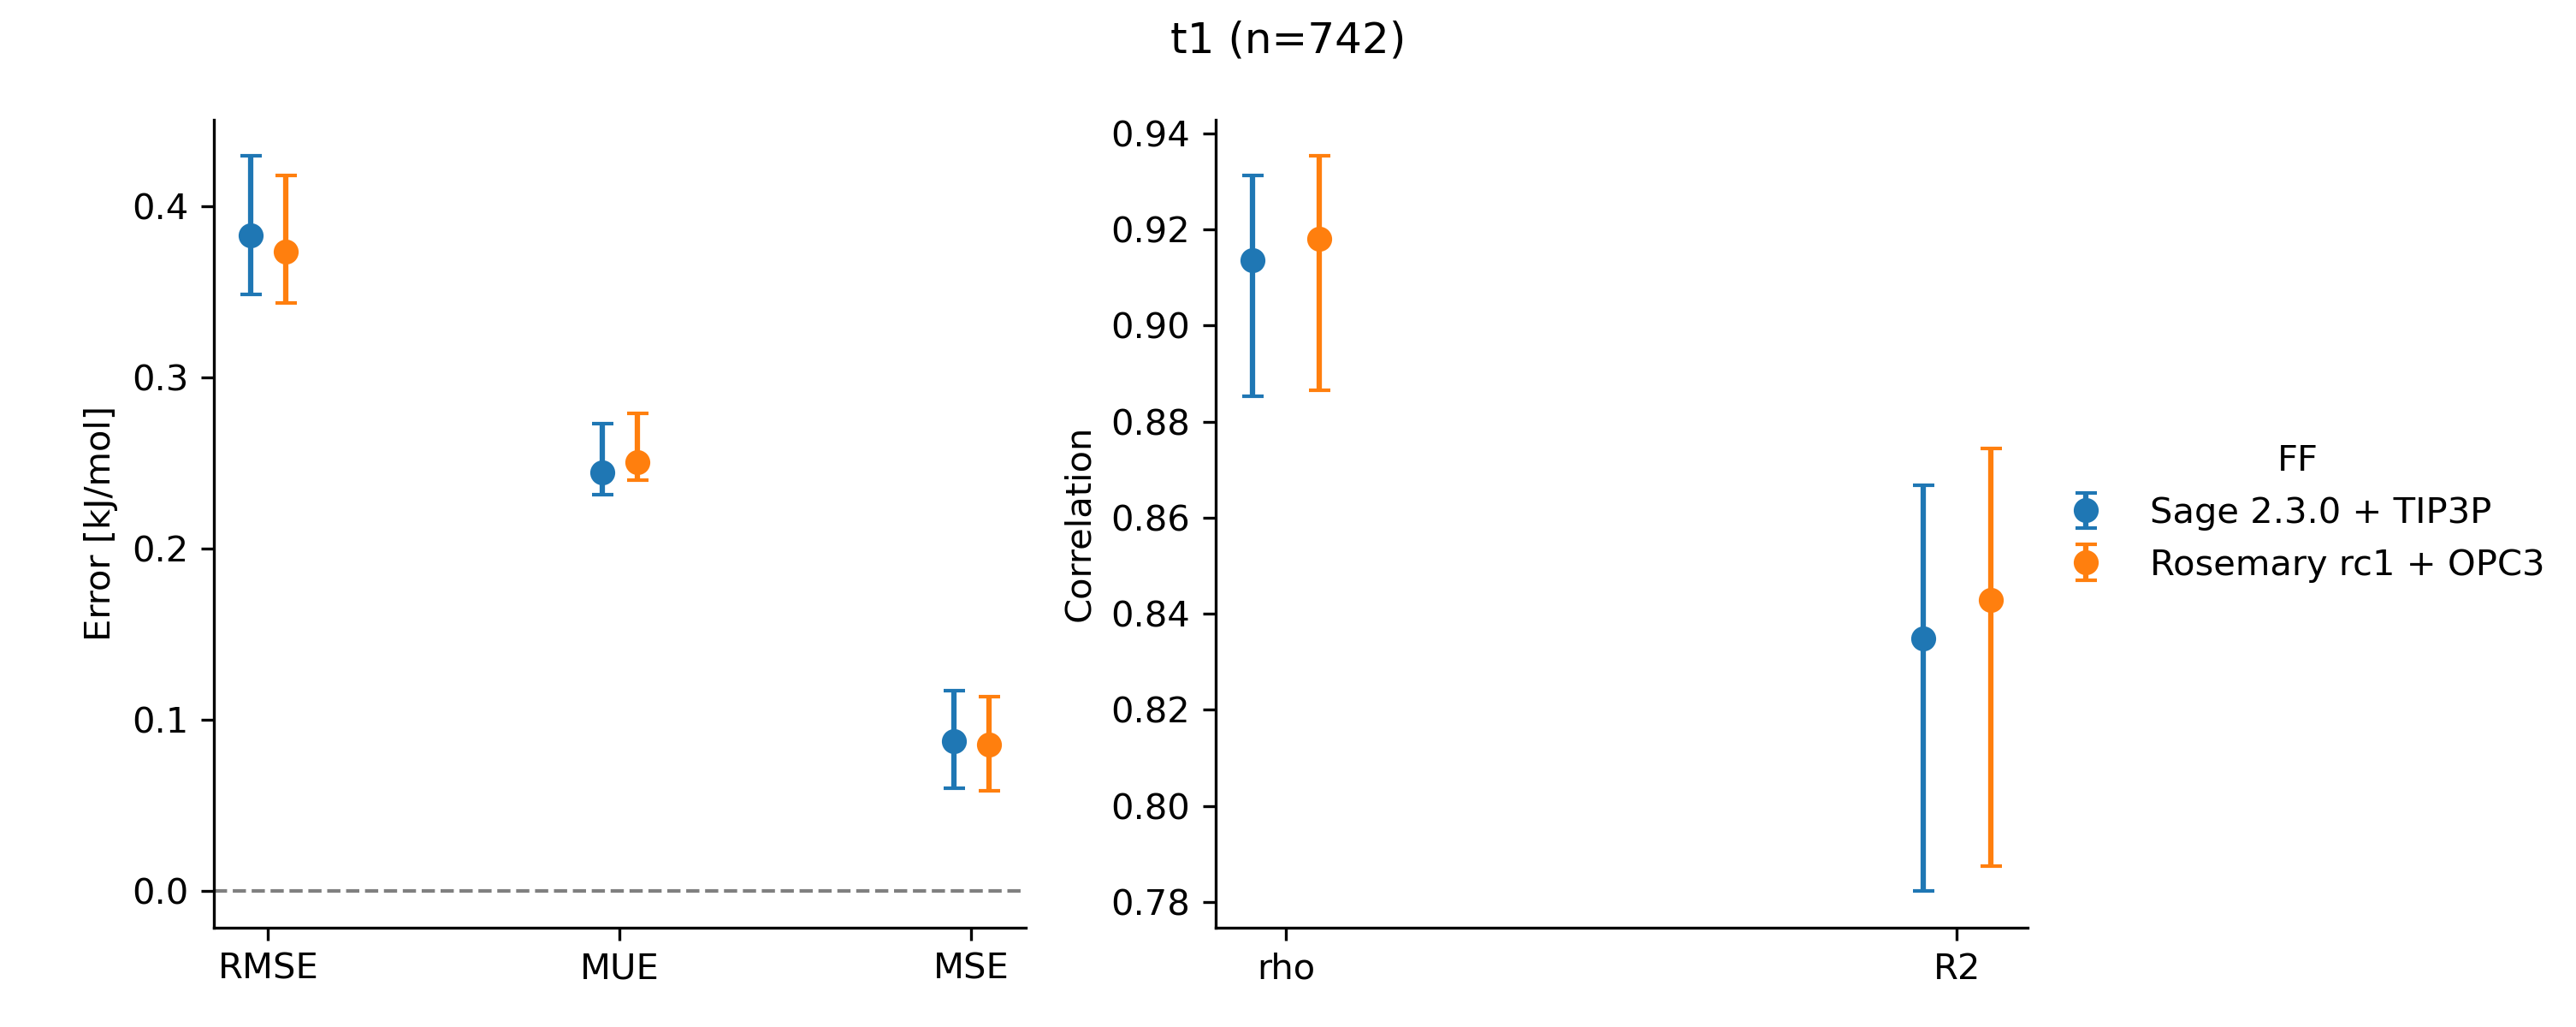 t1 (n=742)
Error [kJ/mol]
0.4
0.3
0.2
0.1
0.0
RMSE
MUE
MSE
Correlation
0.94
0.92
0.90
0.88
0.86
0.84
0.82
0.80
0.78
rho
R2
FF
Sage 2.3.0 + TIP3P
Rosemary rc1 + OPC3